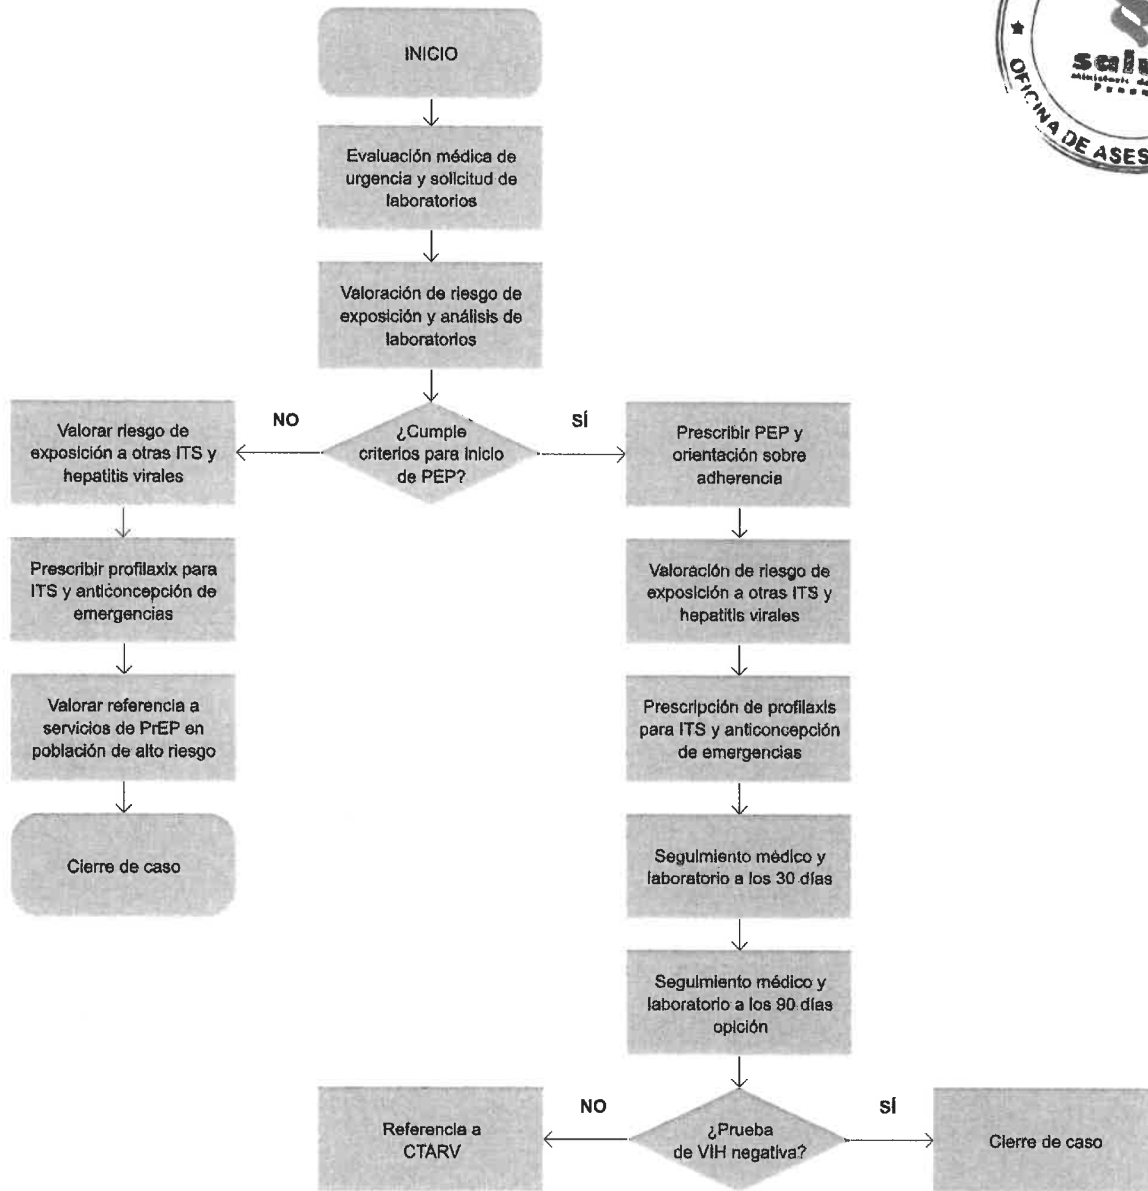 INICIO
salu
OFICINA DE ASES
Evaluación médica de
urgencia y solicitud de
laboratorios
Valoración de riesgo de
exposición y análisis de
laboratorios
NO
¿Cumple
criterios para inicio
de PEP?
SÍ
Valorar riesgo de
exposición a otras ITS y
hepatitis virales
Prescribir profilaxix para
ITS y anticoncepción de
emergencias
Valorar referencia a
servicios de PrEP en
población de alto riesgo
Cierre de caso
Prescribir PEP y
orientación sobre
adherencia
Valoración de riesgo de
exposición a otras ITS y
hepatitis virales
Prescripción de profilaxis
para ITS y anticoncepción
de emergencias
Seguimiento médico y
laboratorio a los 30 días
Seguimiento médico y
laboratorio a los 90 días
opición
NO
¿Prueba
de VIH negativa?
SÍ
Referencia a
CTARV
Cierre de caso